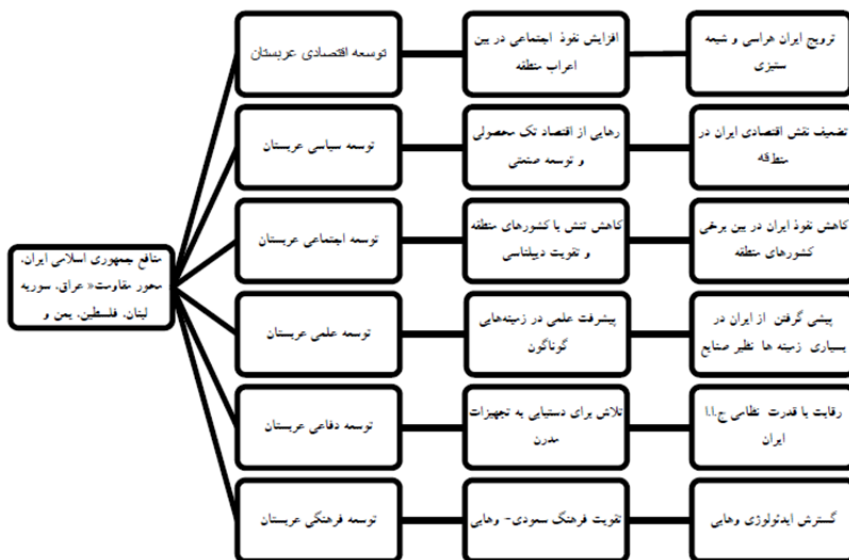 توسعه اقتصادی عربستان
افزایش نفوذ اجتماعی در بین
اعراب منطقه
ترویج ایران هراسی و شیعه
ستیزی
توسعه سیاسی عربستان
رهایی از اقتصاد تک محصولی
و توسعه صنعتی
تضعیف نقش اقتصادی ایران در
منطقه
منافع جمهوری اسلامی ایران،
محور مقاومت« عراق، سوریه
لبنان، فلسطین، یمن و
توسعه اجتماعی عربستان
کاهش تنش با کشورهای منطقه
و تقویت دیپلناسی
کاهش نفوذ ایران در بین برخی
کشورهای منطقه
توسعه علمی عربستان
پیشرفت علمی در زمینه‌هایی
گوناگون
پیشی گرفتن از ایران در
بسیاری زمینه ها نظیر صنایع
توسعه دفاعی عربستان
تلاش برای دستیابی به تجهیزات
مدرن
رقابت با قدرت نظامی ج.ا.ا
ایران
توسعه فرهنگی عربستان
تقویت فرهنگ سعودی- وهابی
گسترش ایدئولوژی وهابی